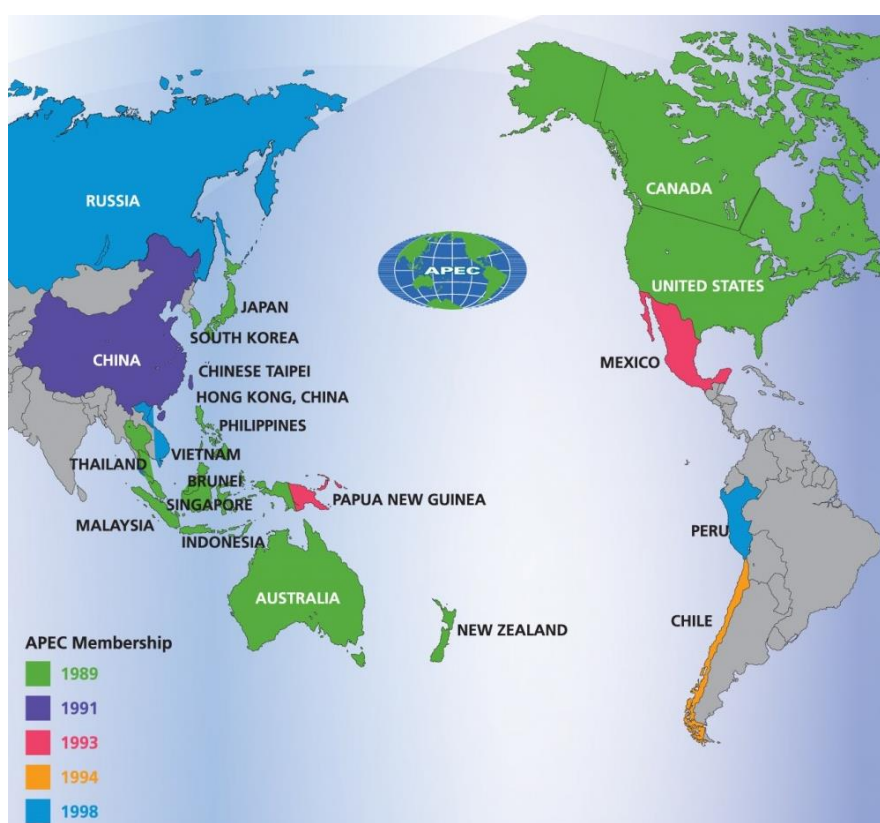 RUSSIA
CANADA
APEC
UNITED STATES
JAPAN
SOUTH KOREA
CHINA
MEXICO
CHINESE TAIPEI
HONG KONG, CHINA
PHILIPPINES
VIETNAM
THAILAND
BRUNEI
SINGAPORE
PAPUA NEW GUINEA
MALAYSIA
INDONESIA
PERU
AUSTRALIA
CHILE
NEW ZEALAND
APEC Membership
1989
1991
1993
1994
1998